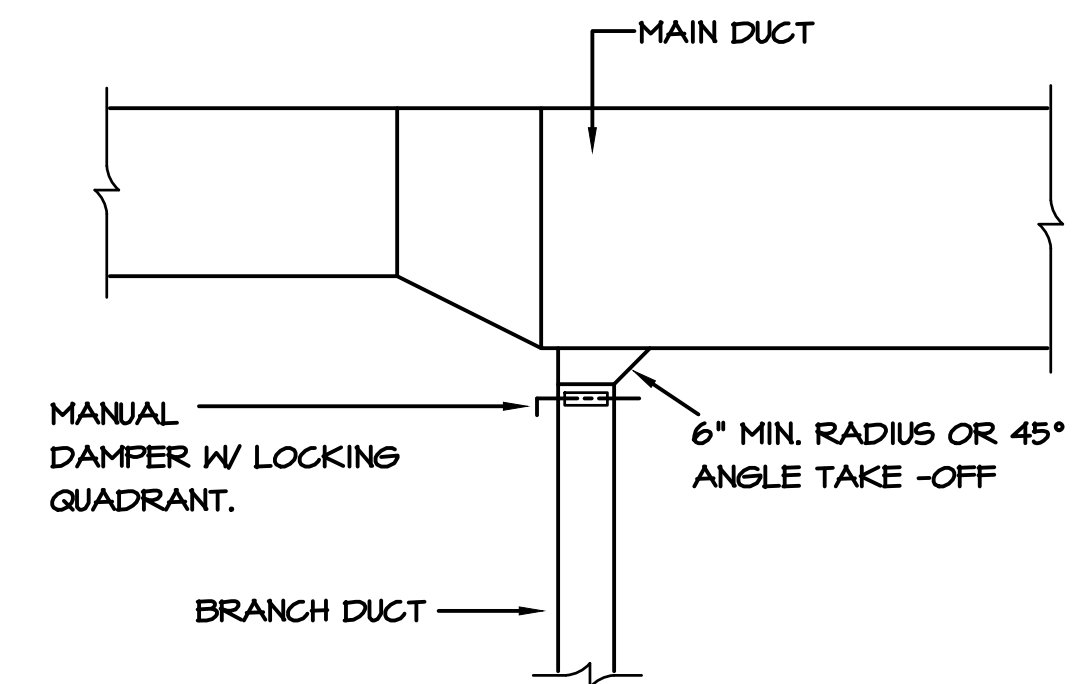 MAIN DUCT
MANUAL
DAMPER W/ LOCKING
QUADRANT.
6" MIN. RADIUS OR 45°
ANGLE TAKE -OFF
BRANCH DUCT